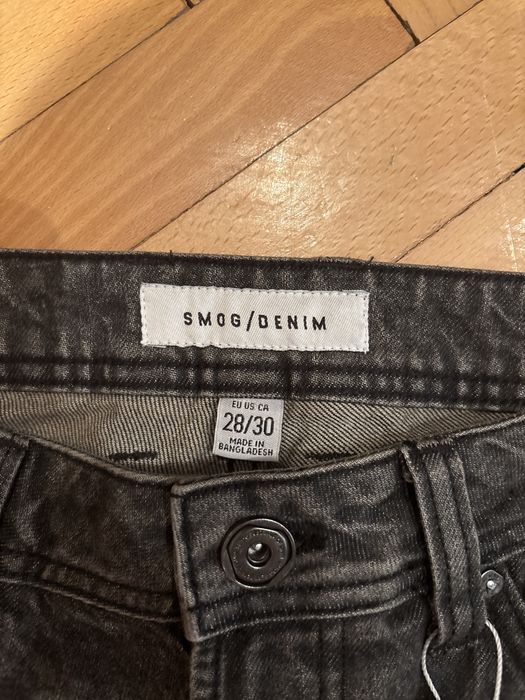 SMOG/DENIM
EU US CA
28/30
MADE IN
BANGLADESH